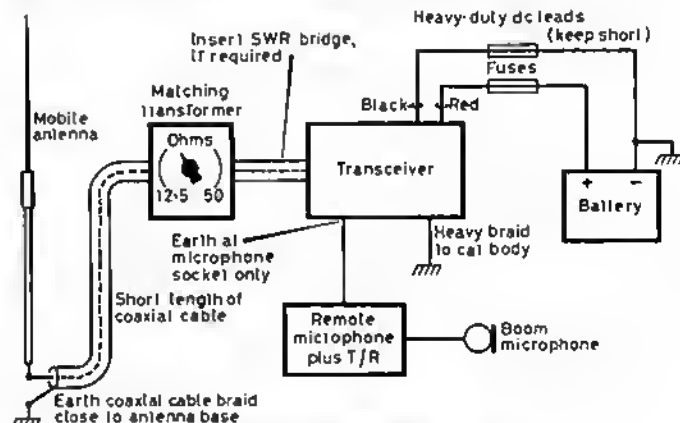 Heavy-duty dc leads
(keep short)
Insert SWR bridge,
if required
Fuses
Matching
transformer
Black
Red
Mobile
antenna
Ohms
12·5 50
Transceiver
+ -
Battery
Earth at
microphone
socket only
Heavy braid
to car body
Short length of
coaxial cable
Remote
microphone
plus T/R
Boom
microphone
Earth coaxial cable braid
close to antenna base